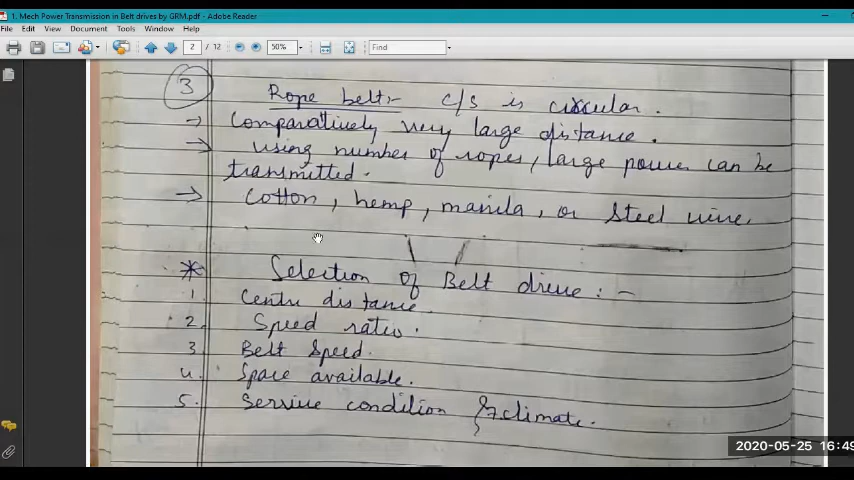 1. Mech Power Transmission in Belt drives by GRM.pdf - Adobe Reader
File Edit View Document Tools Window Help
2 / 12 50% Find
3 Rope belt:- c/s is circular.
→ Comparatively very large distance.
→ using number of ropes, large power can be
transmitted.
→ Cotton, hemp, manila, or Steel wire.
* Selection of Belt drive : -
1. Centre distance.
2. Speed ratio.
3 Belt Speed.
4. Space available.
5. Service condition & climate.
2020-05-25 16:49